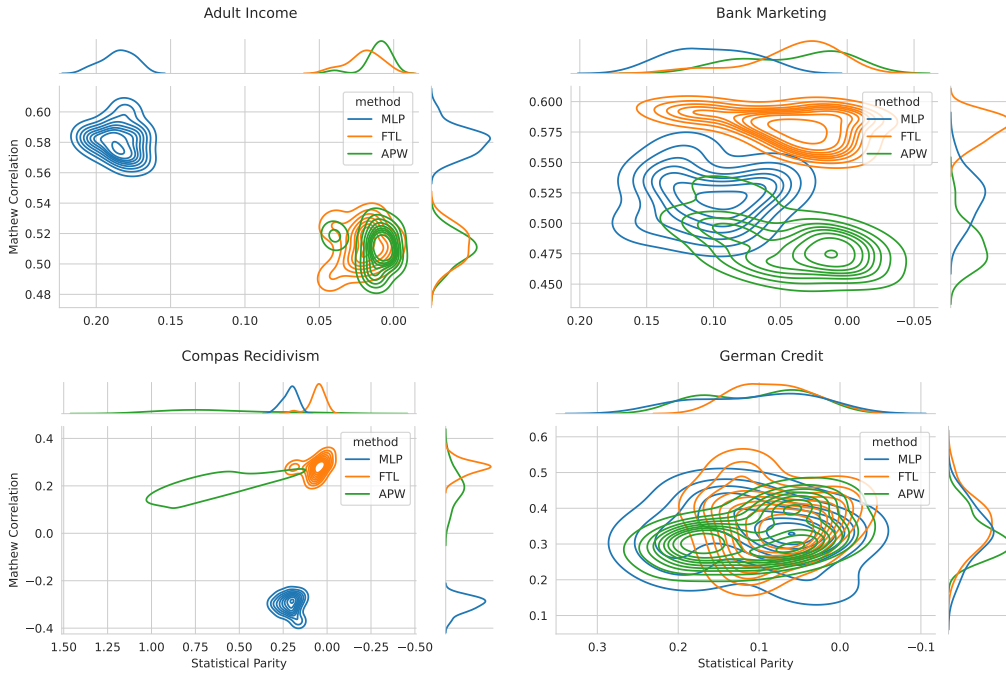 Adult Income
Mathew Correlation
0.60
0.58
0.56
0.54
0.52
0.50
0.48
0.20
0.15
0.10
0.05
0.00
method
MLP
FTL
APW
Bank Marketing
0.600
0.575
0.550
0.525
0.500
0.475
0.450
0.20
0.15
0.10
0.05
0.00
−0.05
method
MLP
FTL
APW
Compas Recidivism
Mathew Correlation
0.4
0.2
0.0
−0.2
−0.4
1.50
1.25
1.00
0.75
0.50
0.25
0.00
−0.25
−0.50
Statistical Parity
method
MLP
FTL
APW
German Credit
0.6
0.5
0.4
0.3
0.2
0.1
0.3
0.2
0.1
0.0
−0.1
Statistical Parity
method
MLP
FTL
APW